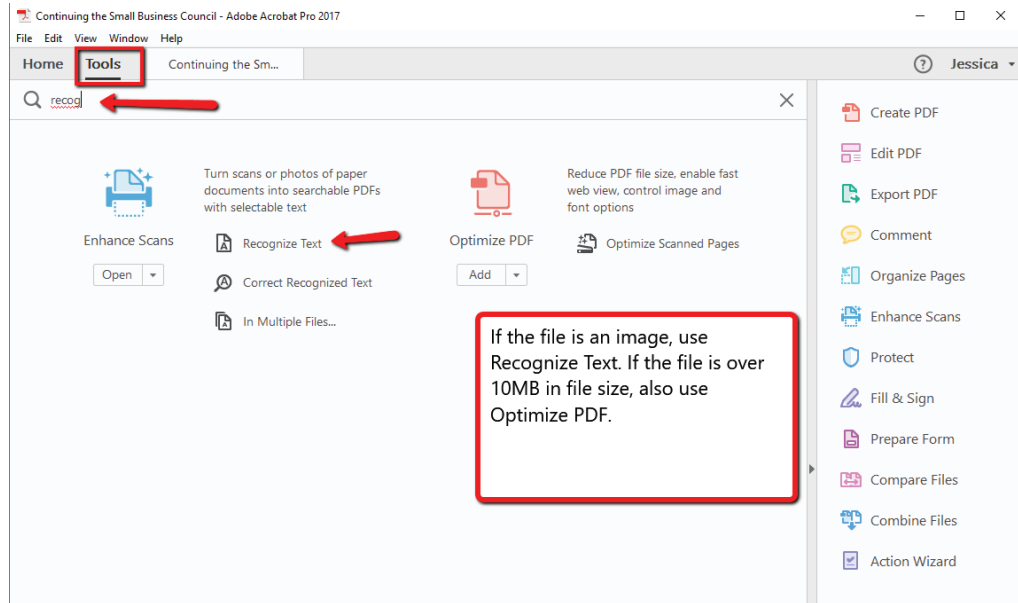 Continuing the Small Business Council - Adobe Acrobat Pro 2017
File Edit View Window Help
Home Tools Continuing the Sm... ? Jessica
recog
Enhance Scans
Open
Turn scans or photos of paper
documents into searchable PDFs
with selectable text
Recognize Text
Correct Recognized Text
In Multiple Files...
Optimize PDF
Add
Reduce PDF file size, enable fast
web view, control image and
font options
Optimize Scanned Pages
If the file is an image, use
Recognize Text. If the file is over
10MB in file size, also use
Optimize PDF.
Create PDF
Edit PDF
Export PDF
Comment
Organize Pages
Enhance Scans
Protect
Fill & Sign
Prepare Form
Compare Files
Combine Files
Action Wizard